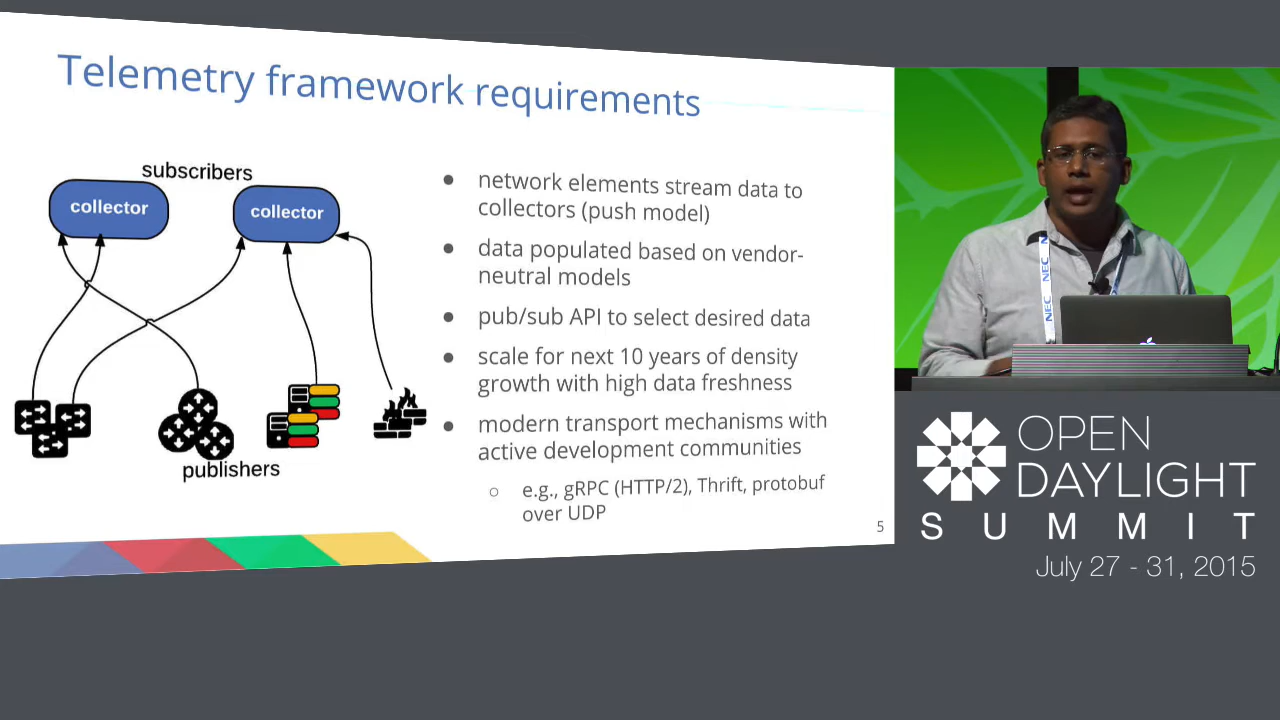 Telemetry framework requirements
subscribers
collector
collector
publishers
● network elements stream data to
collectors (push model)
● data populated based on vendor-
neutral models
● pub/sub API to select desired data
● scale for next 10 years of density
growth with high data freshness
● modern transport mechanisms with
active development communities
○ e.g., gRPC (HTTP/2), Thrift, protobuf
over UDP
5
NEC NEC N
OPEN
DAYLIGHT
SUMMIT
July 27 - 31, 2015